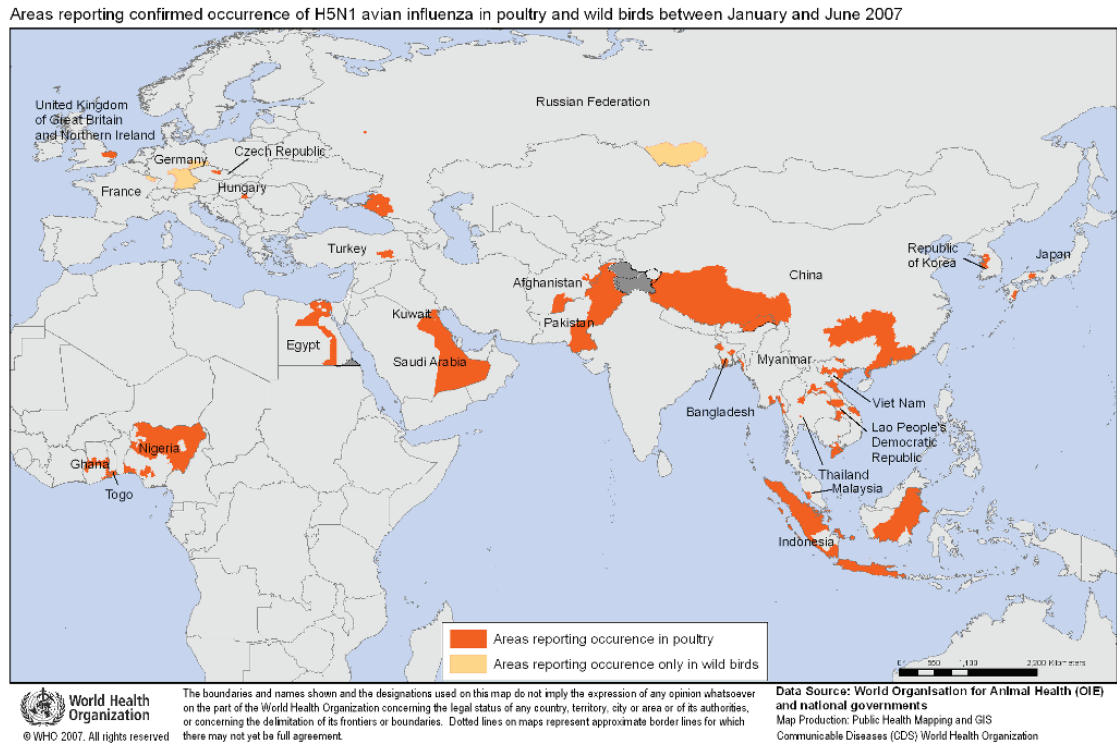 Areas reporting confirmed occurrence of H5N1 avian influenza in poultry and wild birds between January and June 2007
Russian Federation
United Kingdom
of Great Britain
and Northern Ireland
Czech Republic
Germany
Hungary
France
Turkey
Republic
of Korea
Japan
China
Afghanistan
Kuwait
Pakistan
Egypt
Saudi Arabia
Myanmar
Viet Nam
Bangladesh
Lao People's
Democratic
Republic
Nigeria
Ghana
Togo
Thailand
Malaysia
Indonesia
Areas reporting occurence in poultry
Areas reporting occurence only in wild birds
0 550 1,100 2,200 Kilometers
World Health
Organization
© WHO 2007. All rights reserved
The boundaries and names shown and the designations used on this map do not imply the expression of any opinion whatsoever
on the part of the World Health Organization concerning the legal status of any country, territory, city or area or of its authorities,
or concerning the delimitation of its frontiers or boundaries. Dotted lines on maps represent approximate border lines for which
there may not yet be full agreement.
Data Source: World Organisation for Animal Health (OIE)
and national governments
Map Production: Public Health Mapping and GIS
Communicable Diseases (CDS) World Health Organization